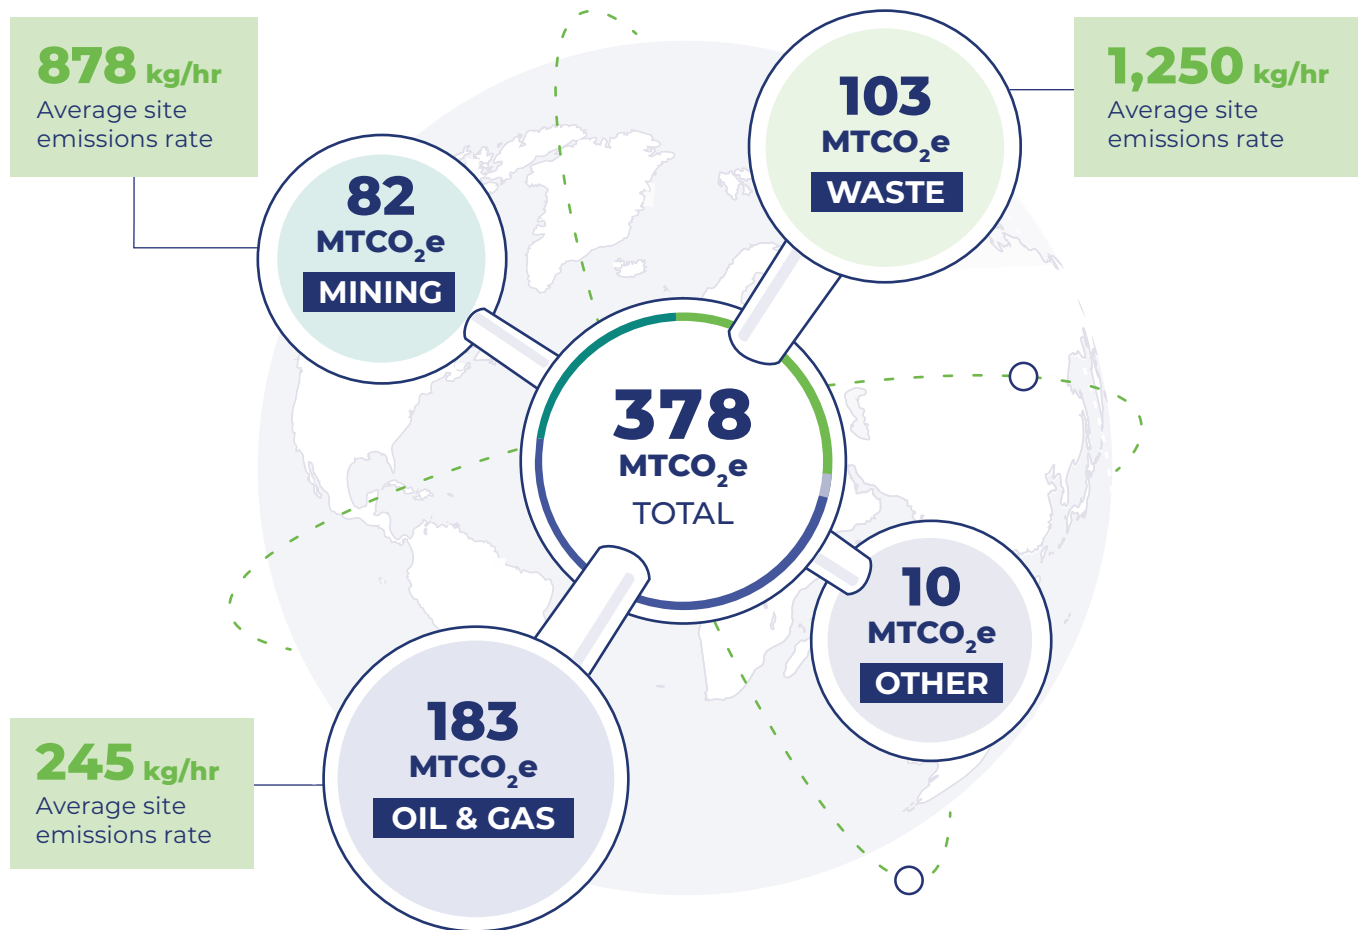 878 kg/hr
Average site
emissions rate
82
MTCO₂e
MINING
103
MTCO₂e
WASTE
1,250 kg/hr
Average site
emissions rate
378
MTCO₂e
TOTAL
10
MTCO₂e
OTHER
183
MTCO₂e
OIL & GAS
245 kg/hr
Average site
emissions rate